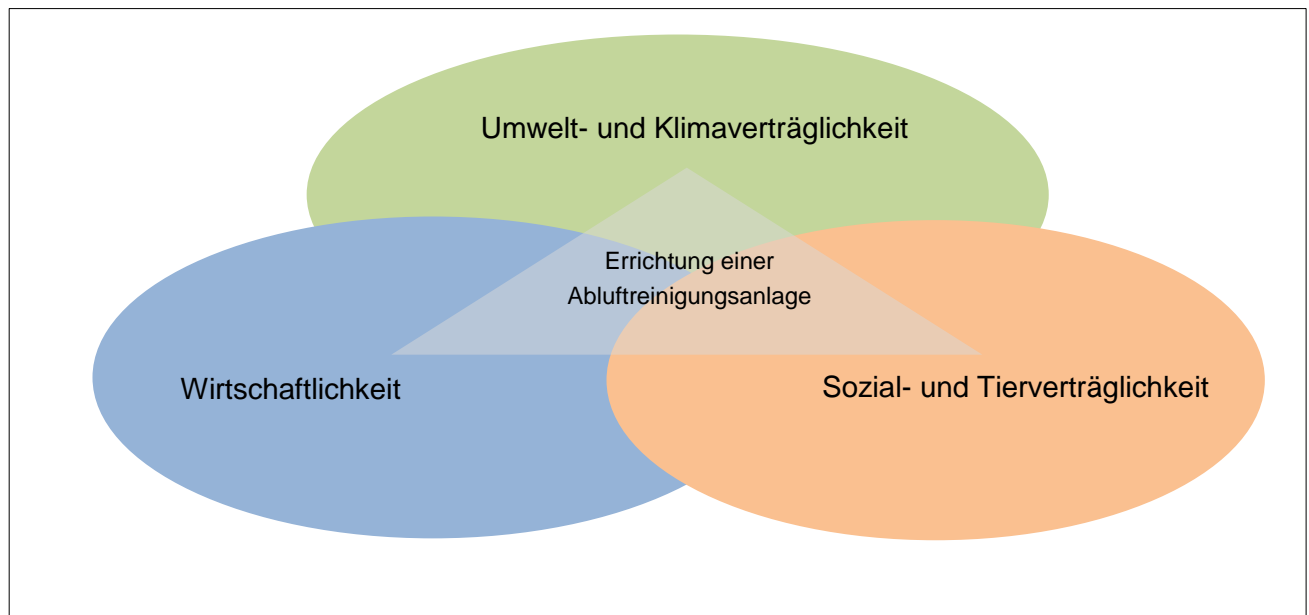 Umwelt- und Klimaverträglichkeit
Errichtung einer
Abluftreinigungsanlage
Wirtschaftlichkeit
Sozial- und Tierverträglichkeit